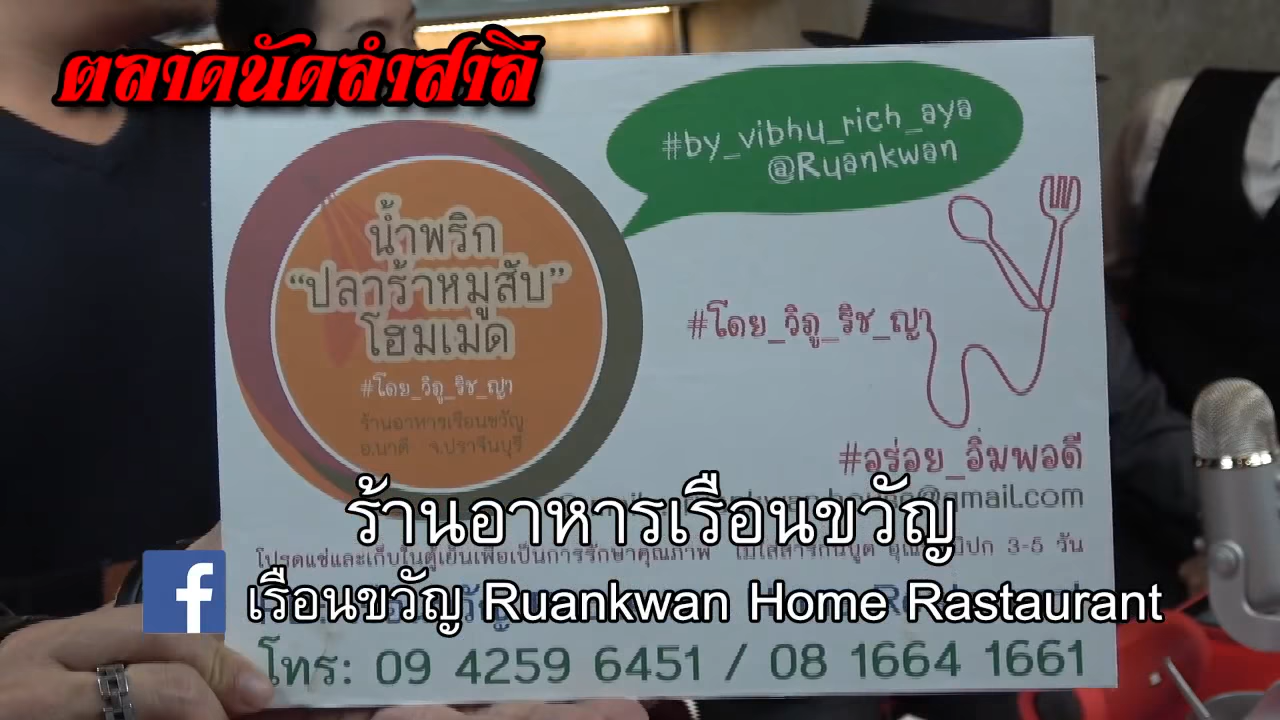 ตลาดนัดลำสาลี
#by_vibhu_rich_aya
@Ruankwan
น้ำพริก
“ปลาร้าหมูสับ”
โฮมเมด
#โดย_วิภู_ริช_ญา
ร้านอาหารเรือนขวัญ
อ.นาดี จ.ปราจีนบุรี
#โดย_วิภู_ริช_ญา
#อร่อย_อิ่มพอดี
@gmail.com
ร้านอาหารเรือนขวัญ
โปรดแช่และเก็บในตู้เย็นเพื่อเป็นการรักษาคุณภาพ 3-5 วัน
f เรือนขวัญ Ruankwan Home Rastaurant
โทร: 09 4259 6451 / 08 1664 1661